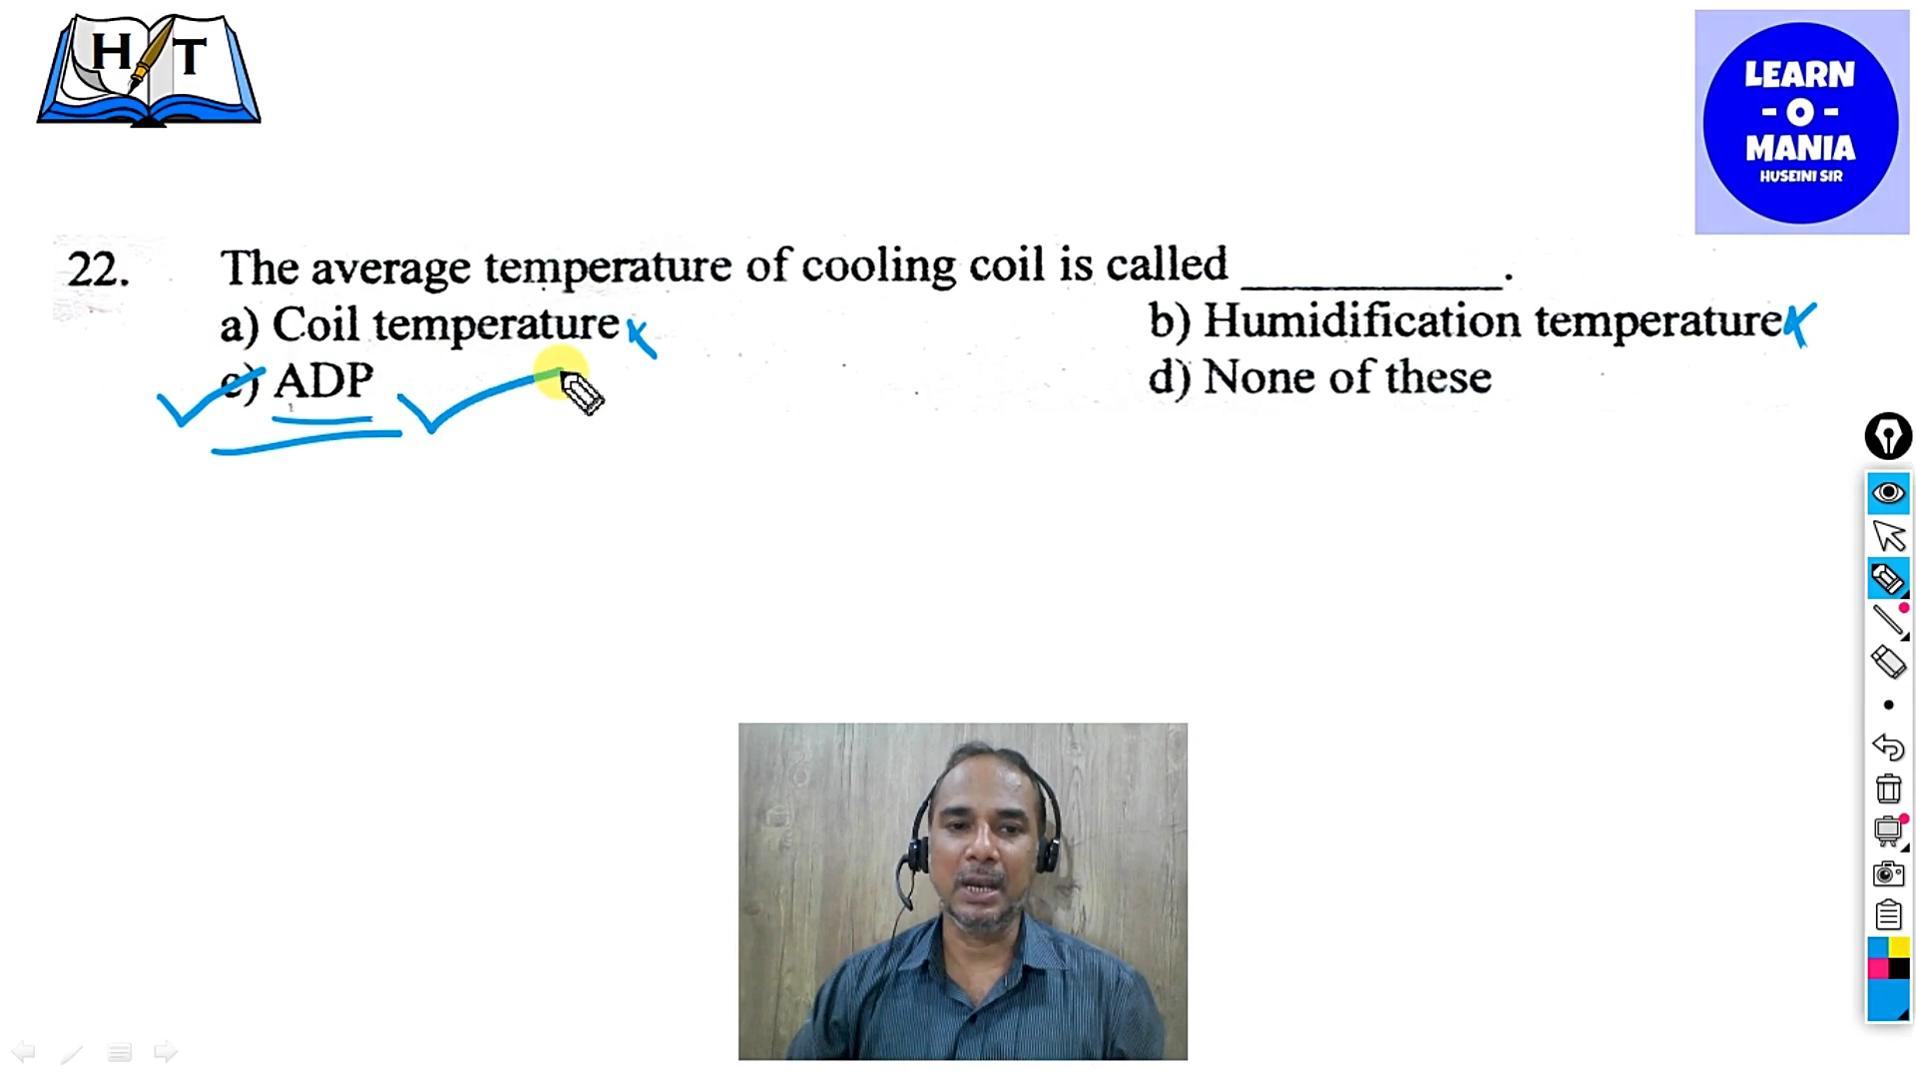 H T
LEARN
- O -
MANIA
HUSEINI SIR
22. The average temperature of cooling coil is called ____________.
a) Coil temperature b) Humidification temperature
c) ADP d) None of these